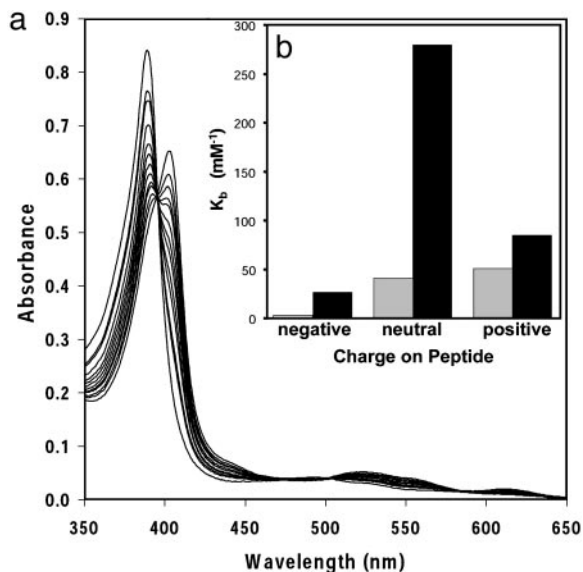 a
b
0.9
0.8
0.7
0.6
0.5
0.4
0.3
0.2
0.1
0.0
Absorbance
350 400 450 500 550 600 650
Wavelength (nm)
300
250
200
150
100
50
0
K_b (mM⁻¹)
negative neutral positive
Charge on Peptide